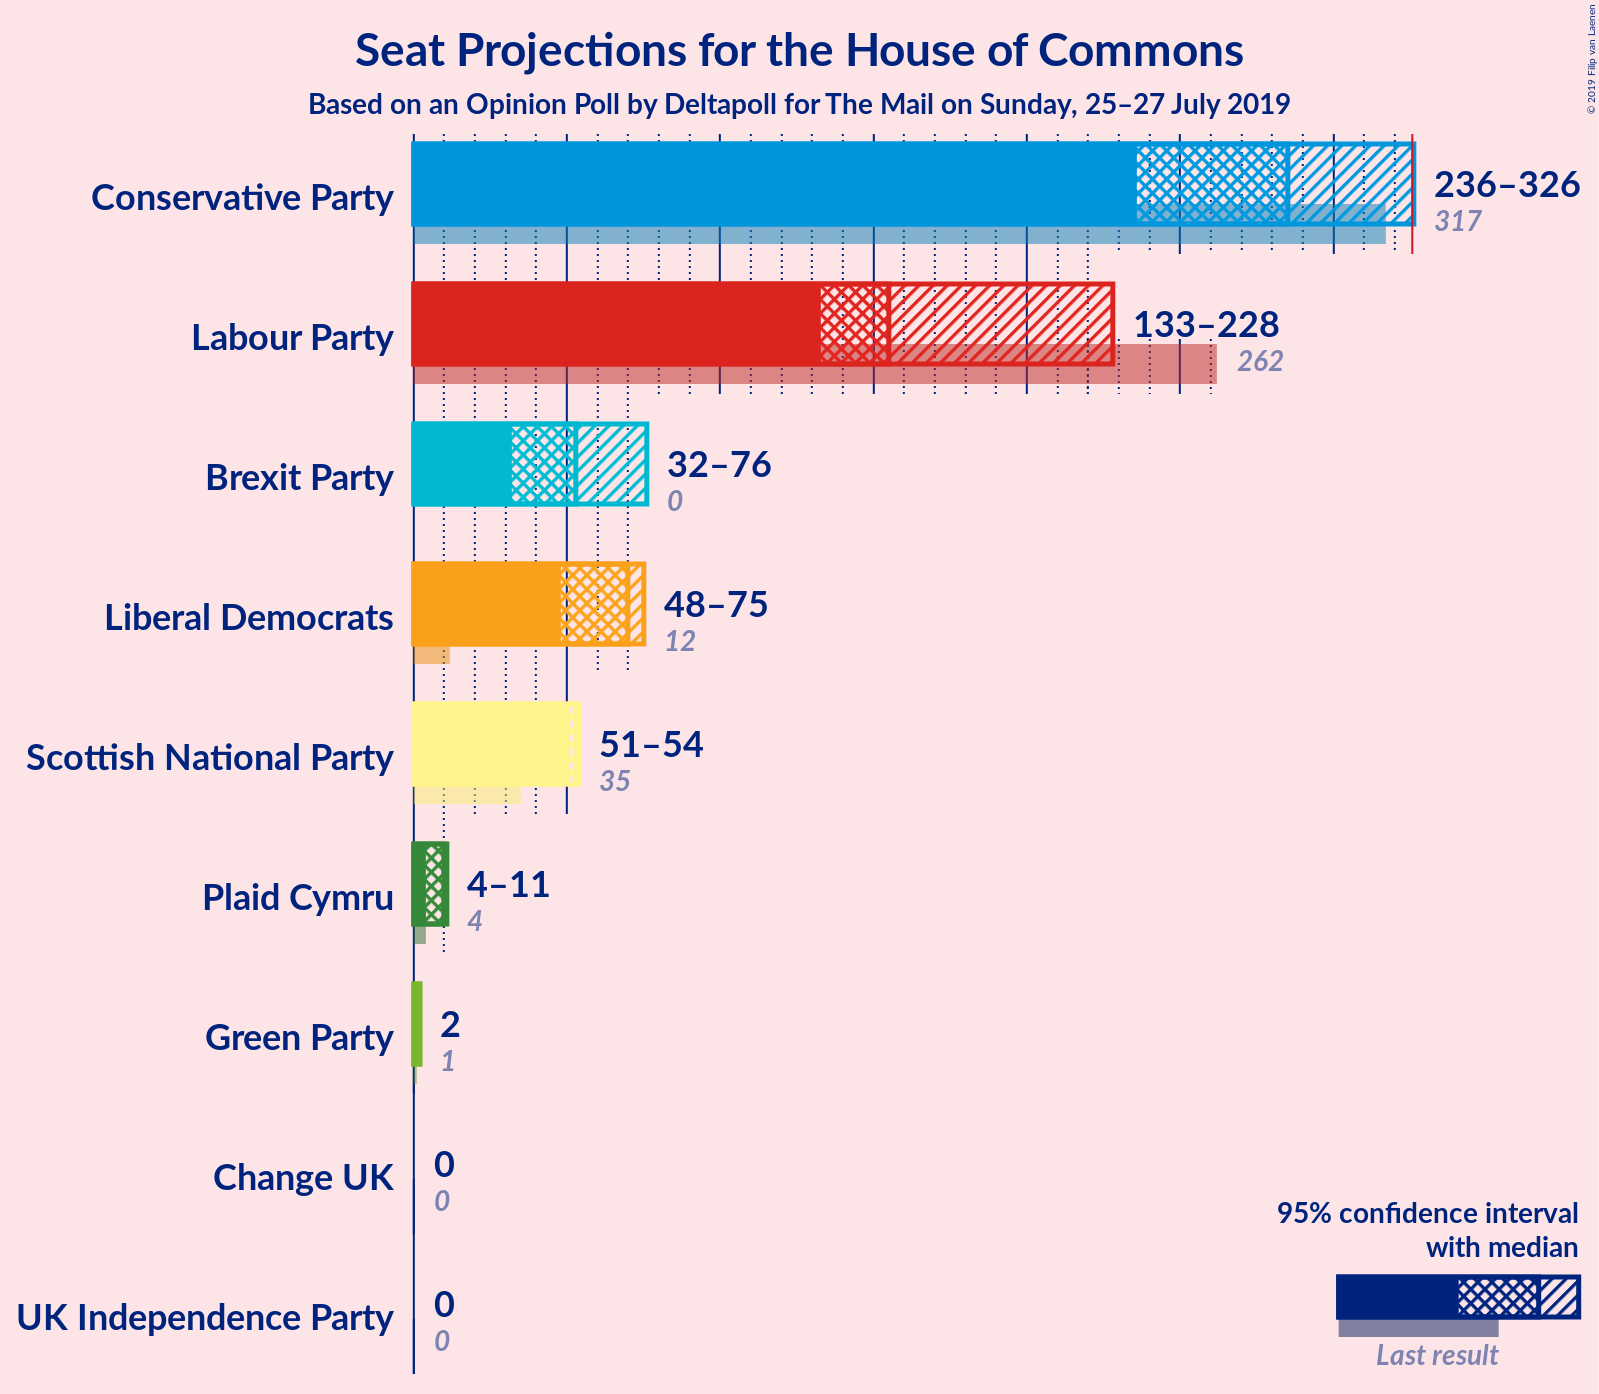 Seat Projections for the House of Commons
Based on an Opinion Poll by Deltapoll for The Mail on Sunday, 25–27 July 2019
© 2019 Filip van Laenen
Conservative Party
236–326
317
Labour Party
133–228
262
Brexit Party
32–76
0
Liberal Democrats
48–75
12
Scottish National Party
51–54
35
Plaid Cymru
4–11
4
Green Party
2
1
Change UK
0
0
UK Independence Party
0
0
95% confidence interval
with median
Last result